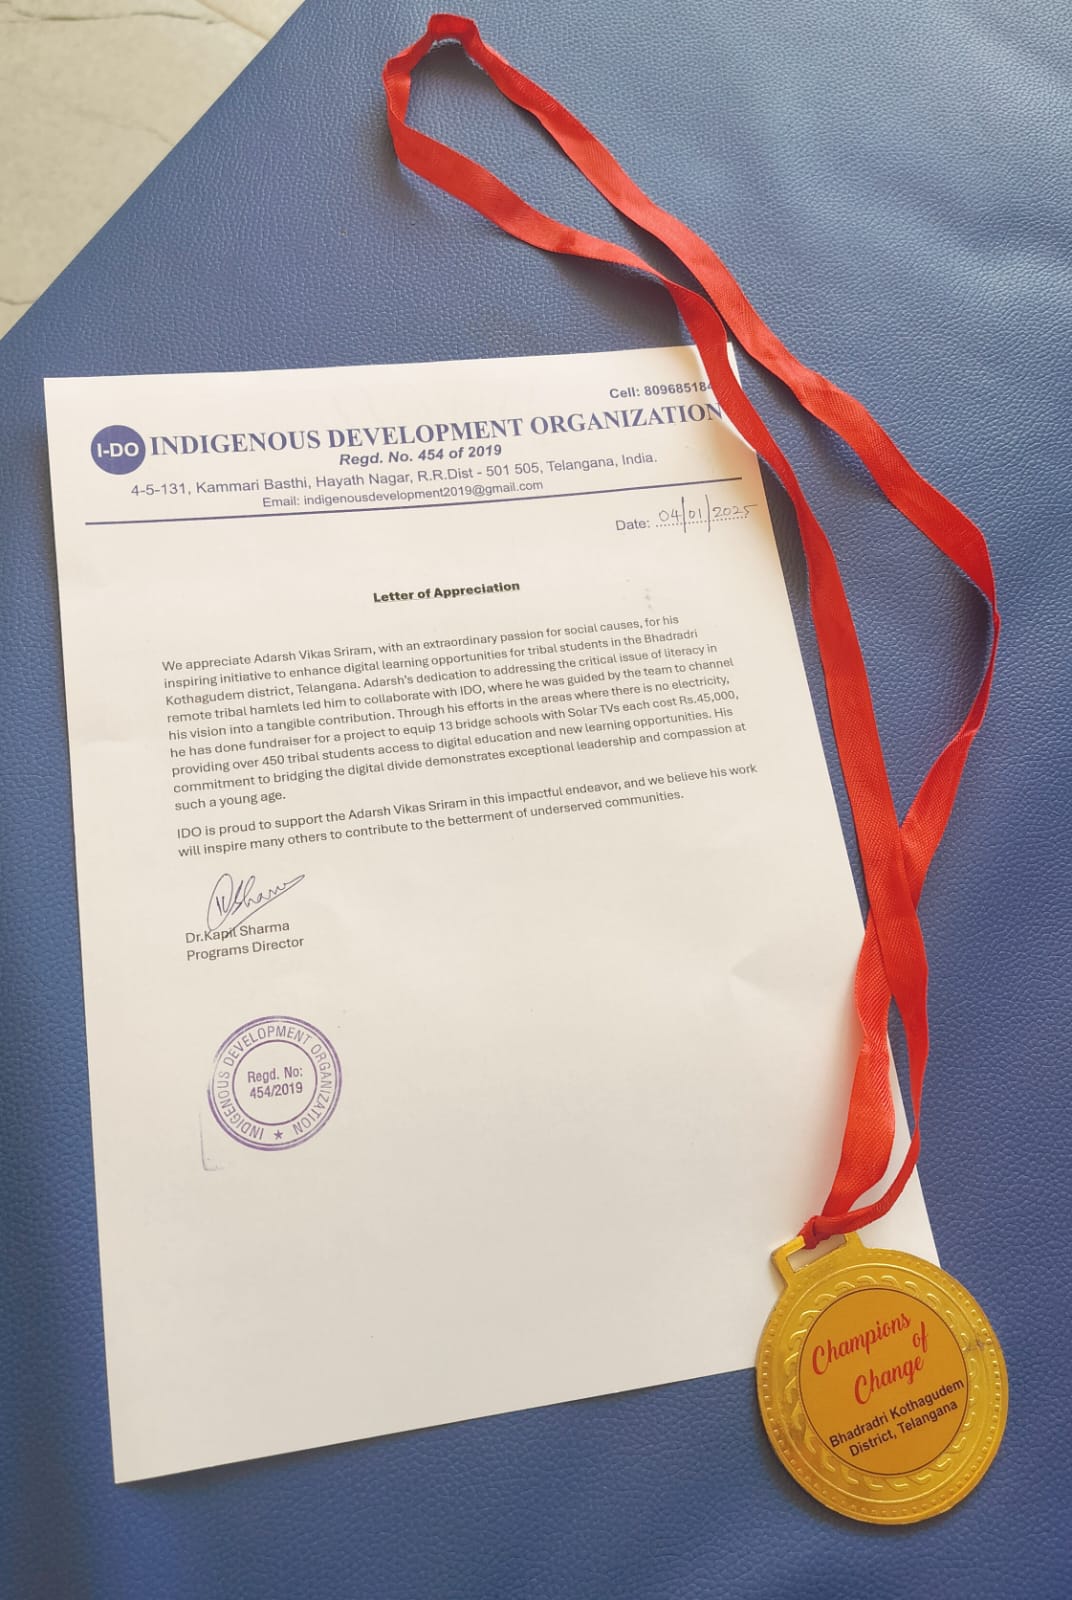 Cell: 809685184
I-DO INDIGENOUS DEVELOPMENT ORGANIZATION
Regd. No. 454 of 2019
4-5-131, Kammari Basthi, Hayath Nagar, R.R.Dist - 501 505, Telangana, India.
Email: indigenousdevelopment2019@gmail.com
Date: 04/01/2025
Letter of Appreciation
We appreciate Adarsh Vikas Sriram, with an extraordinary passion for social causes, for his
inspiring initiative to enhance digital learning opportunities for tribal students in the Bhadradri
Kothagudem district, Telangana. Adarsh's dedication to addressing the critical issue of literacy in
remote tribal hamlets led him to collaborate with IDO, where he was guided by the team to channel
his vision into a tangible contribution. Through his efforts in the areas where there is no electricity,
he has done fundraiser for a project to equip 13 bridge schools with Solar TVs each cost Rs.45,000,
providing over 450 tribal students access to digital education and new learning opportunities. His
commitment to bridging the digital divide demonstrates exceptional leadership and compassion at
such a young age.
IDO is proud to support the Adarsh Vikas Sriram in this impactful endeavor, and we believe his work
will inspire many others to contribute to the betterment of underserved communities.
Dr.Kapil Sharma
Programs Director
INDIGENOUS DEVELOPMENT ORGANIZATION
Regd. No:
454/2019
Champions
of
Change
Bhadradri Kothagudem
District, Telangana